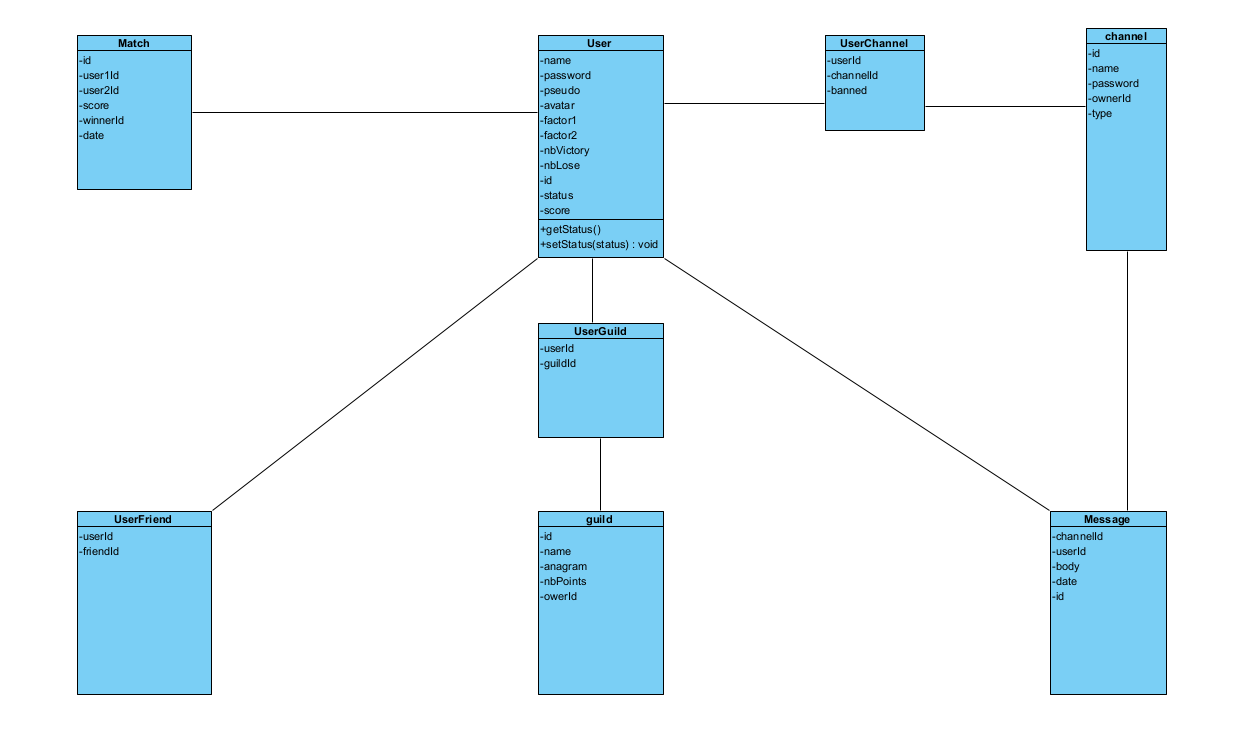 Match
-id
-user1Id
-user2Id
-score
-winnerId
-date
User
-name
-password
-pseudo
-avatar
-factor1
-factor2
-nbVictory
-nbLose
-id
-status
-score
+getStatus()
+setStatus(status) : void
UserChannel
-userId
-channelId
-banned
channel
-id
-name
-password
-ownerId
-type
UserGuild
-userId
-guildId
UserFriend
-userId
-friendId
guild
-id
-name
-anagram
-nbPoints
-owerId
Message
-channelId
-userId
-body
-date
-id